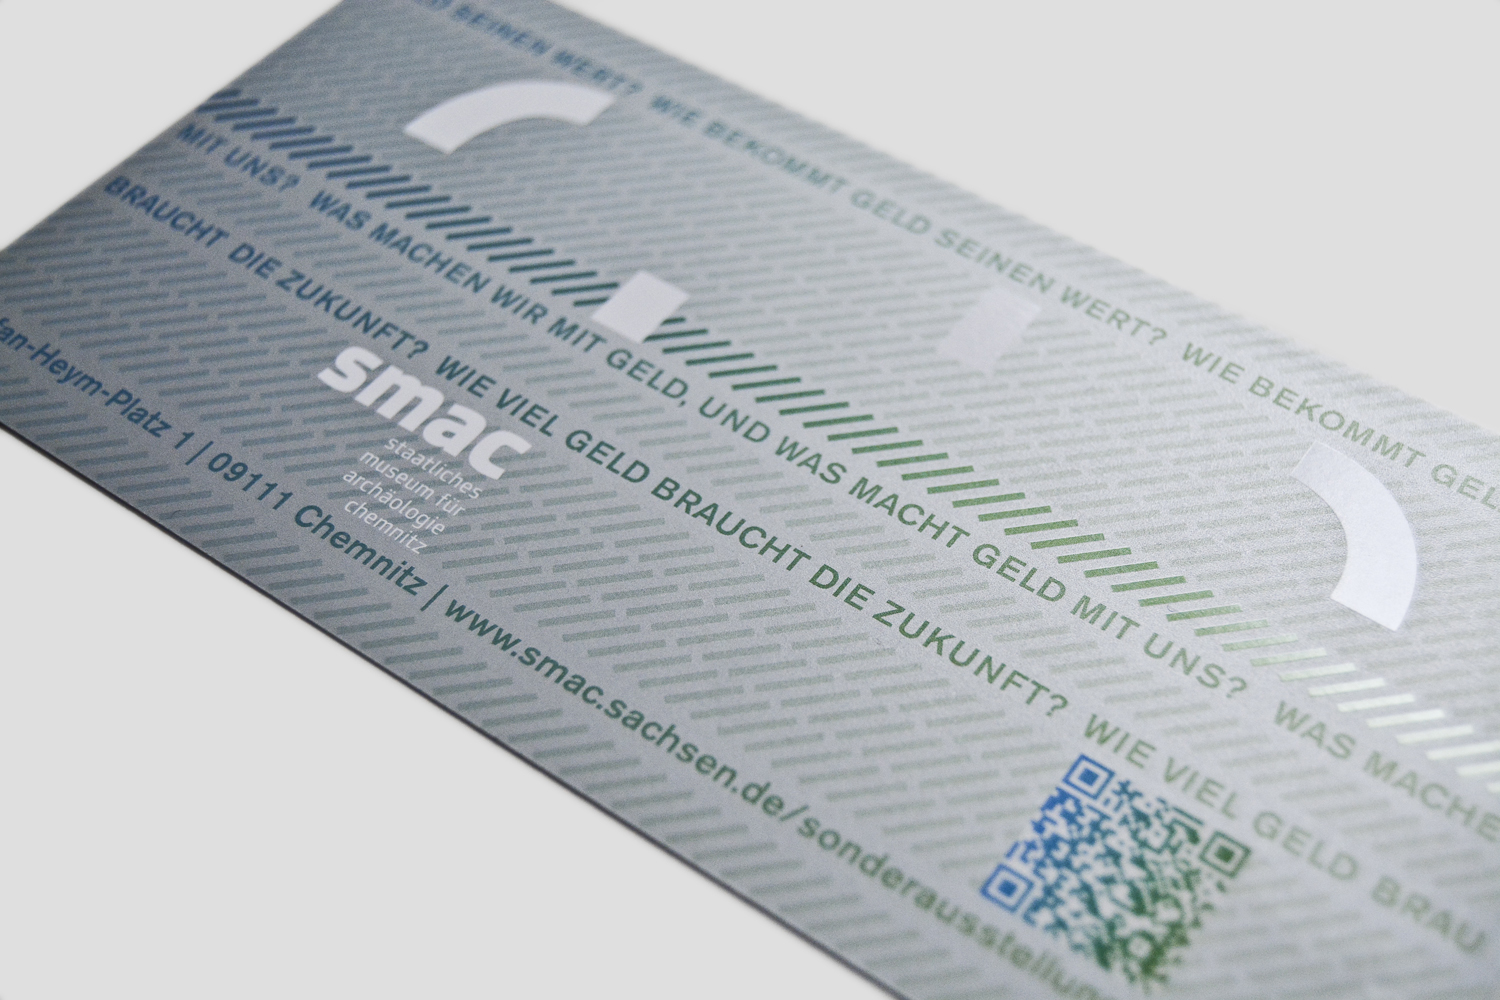 SEINEN WERT? WIE BEKOMMT GELD SEINEN WERT? WIE BEKOMMT GEL
MIT UNS? WAS MACHEN WIR MIT GELD, UND WAS MACHT GELD MIT UNS? WAS MACHE
BRAUCHT DIE ZUKUNFT? WIE VIEL GELD BRAUCHT DIE ZUKUNFT? WIE VIEL GELD BRAU
smac
staatliches
museum für
archäologie
chemnitz
fan-Heym-Platz 1 | 09111 Chemnitz | www.smac.sachsen.de/sonderausstellun